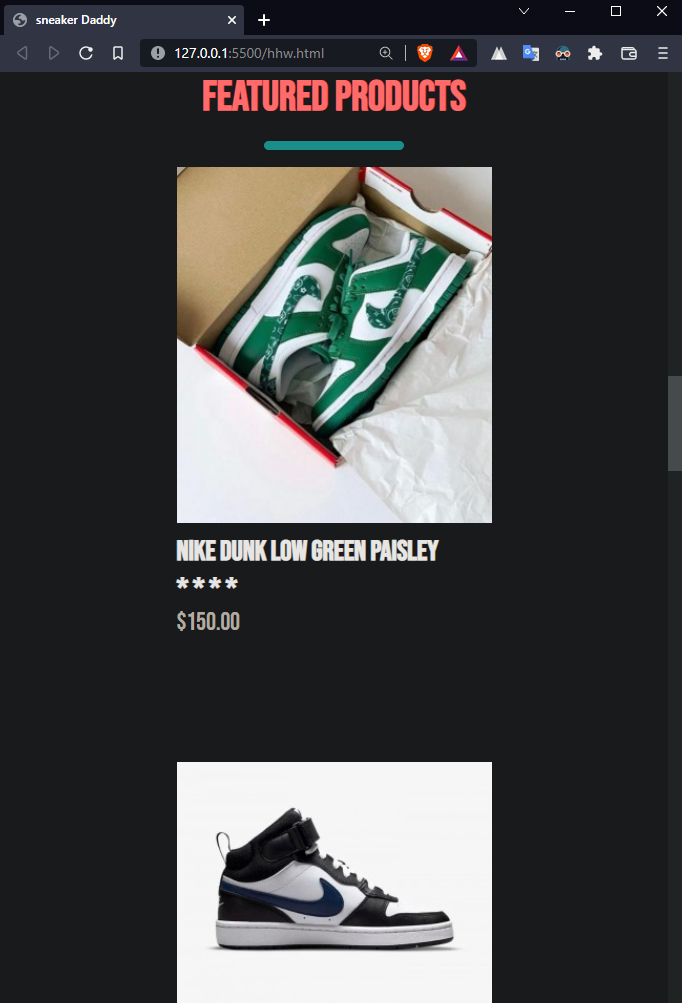 sneaker Daddy
127.0.0.1:5500/hhw.html
FEATURED PRODUCTS
NIKE DUNK LOW GREEN PAISLEY
* * * *
$150.00